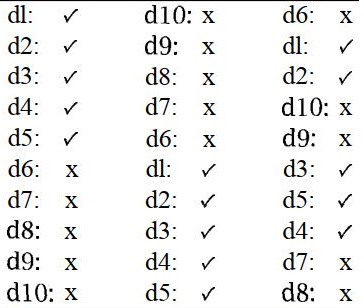 dl: ✓ d10: x d6: x
d2: ✓ d9: x dl: ✓
d3: ✓ d8: x d2: ✓
d4: ✓ d7: x d10: x
d5: ✓ d6: x d9: x
d6: x dl: ✓ d3: ✓
d7: x d2: ✓ d5: ✓
d8: x d3: ✓ d4: ✓
d9: x d4: ✓ d7: x
d10: x d5: ✓ d8: x